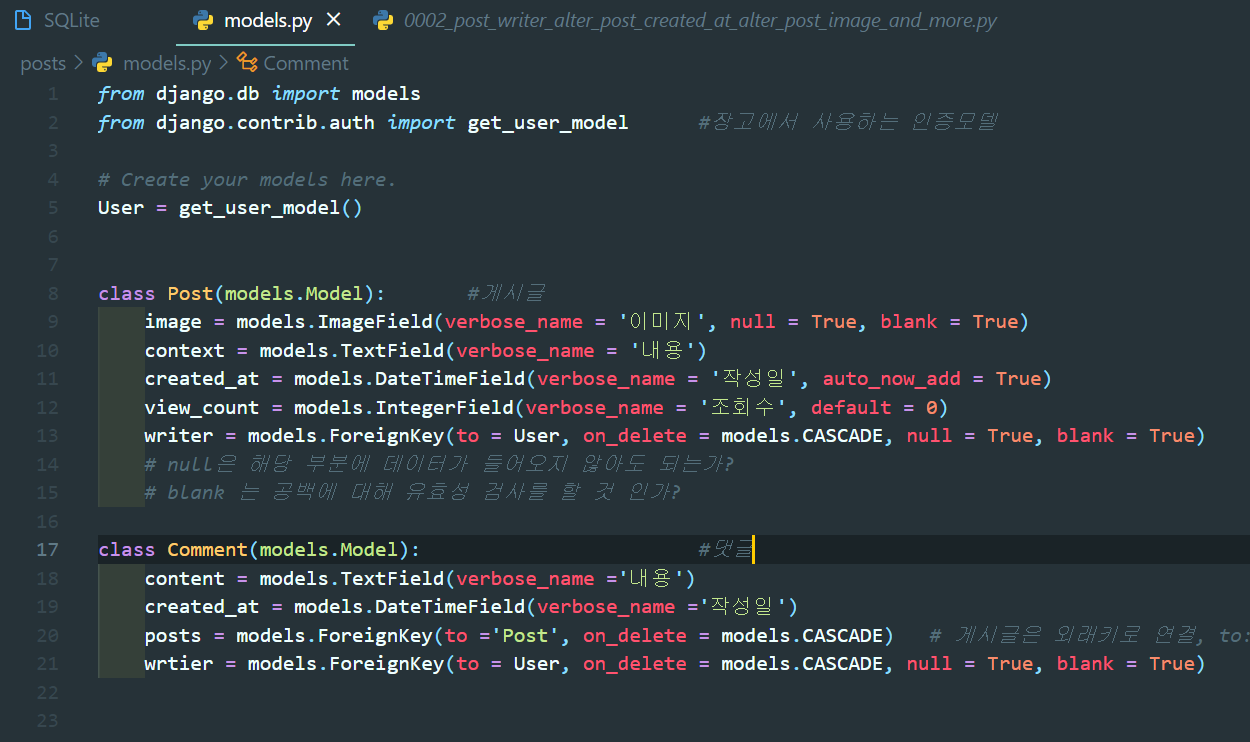 SQLite models.py × 0002_post_writer_alter_post_created_at_alter_post_image_and_more.py
posts > models.py > Comment
1 from django.db import models
2 from django.contrib.auth import get_user_model #장고에서 사용하는 인증모델
3
4 # Create your models here.
5 User = get_user_model()
6
7
8 class Post(models.Model): #게시글
9 image = models.ImageField(verbose_name = '이미지', null = True, blank = True)
10 context = models.TextField(verbose_name = '내용')
11 created_at = models.DateTimeField(verbose_name = '작성일', auto_now_add = True)
12 view_count = models.IntegerField(verbose_name = '조회수', default = 0)
13 writer = models.ForeignKey(to = User, on_delete = models.CASCADE, null = True, blank = True)
14 # null은 해당 부분에 데이터가 들어오지 않아도 되는가?
15 # blank 는 공백에 대해 유효성 검사를 할 것 인가?
16
17 class Comment(models.Model): #댓글
18 content = models.TextField(verbose_name ='내용')
19 created_at = models.DateTimeField(verbose_name ='작성일')
20 posts = models.ForeignKey(to ='Post', on_delete = models.CASCADE) # 게시글은 외래키로 연결, to:
21 wrtier = models.ForeignKey(to = User, on_delete = models.CASCADE, null = True, blank = True)
22
23